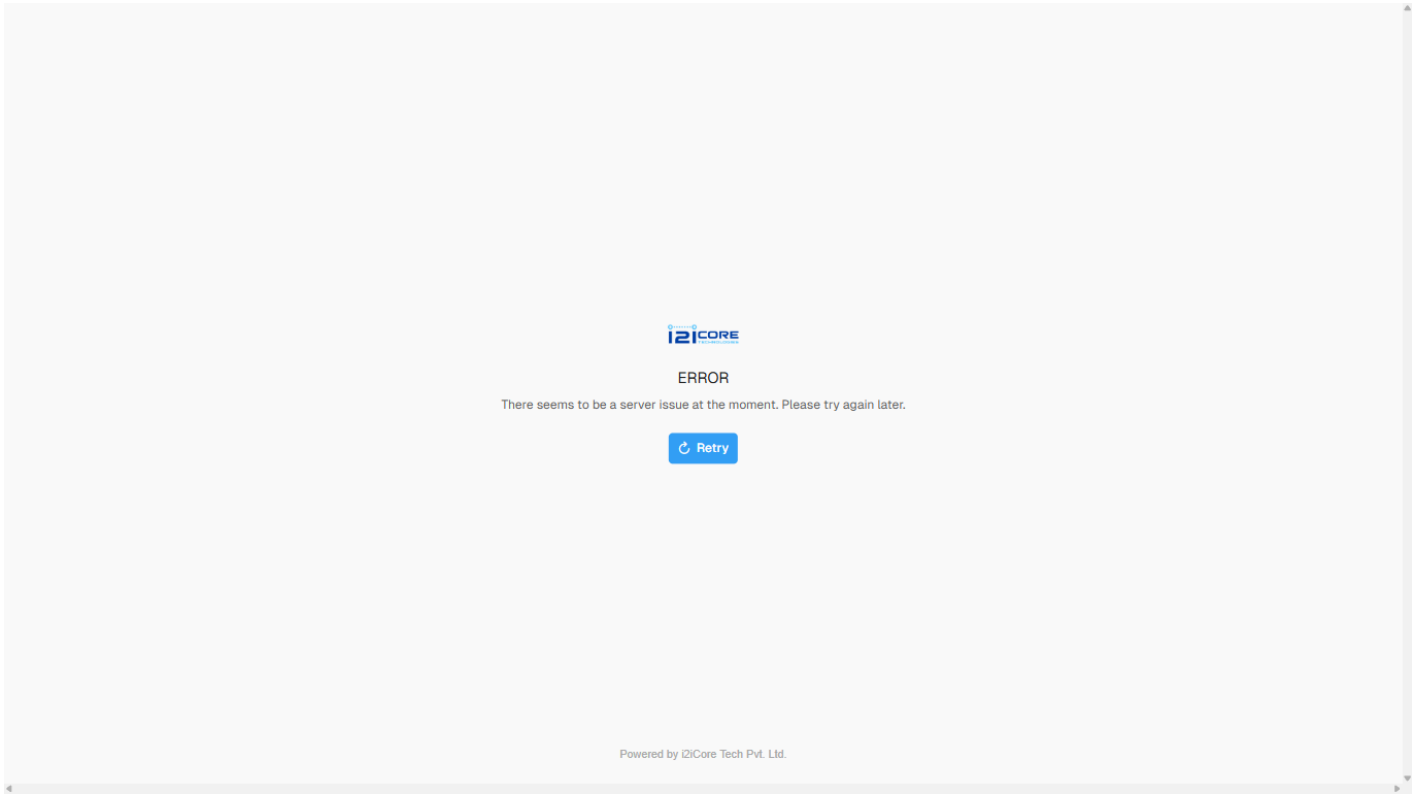 i2iCORE
TECHNOLOGIES
ERROR
There seems to be a server issue at the moment. Please try again later.
Retry
Powered by i2iCore Tech Pvt. Ltd.